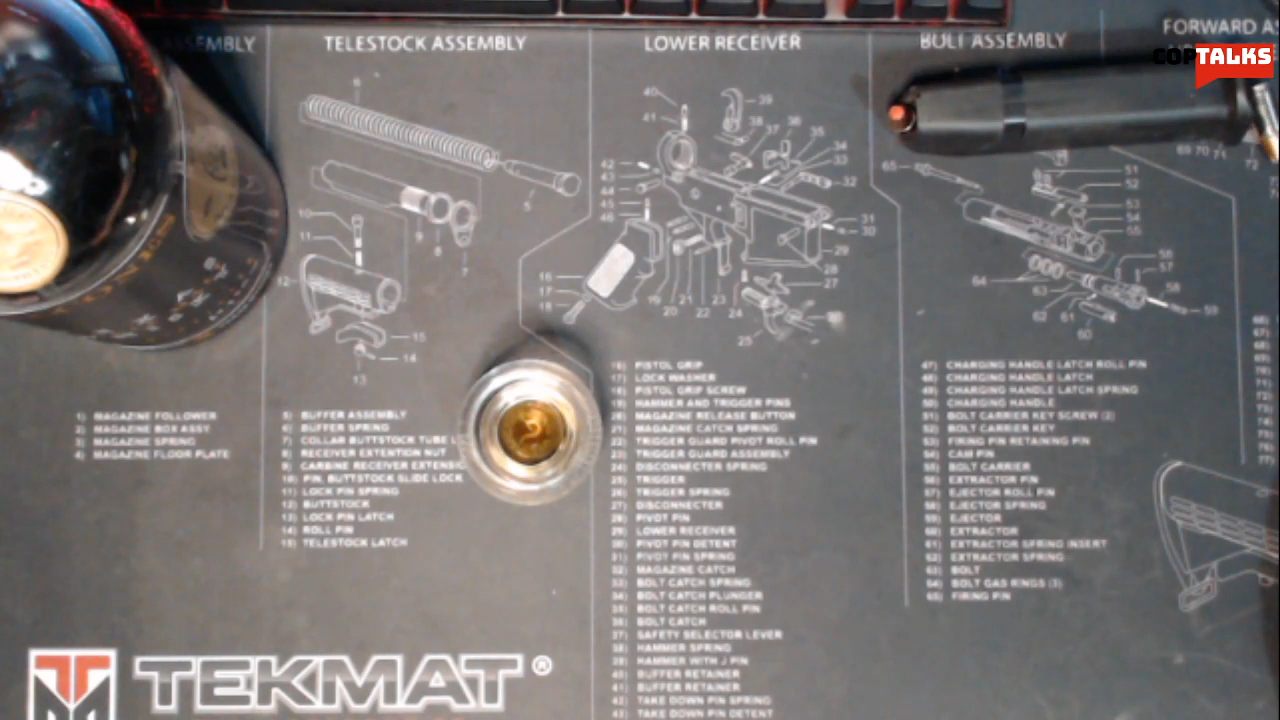 ASSEMBLY
TELESTOCK ASSEMBLY
LOWER RECEIVER
BOLT ASSEMBLY
FORWARD AS
COPTALKS
1) MAGAZINE FOLLOWER
2) MAGAZINE BOX ASSY
3) MAGAZINE SPRING
4) MAGAZINE FLOOR PLATE
5) BUFFER ASSEMBLY
6) BUFFER SPRING
7) COLLAR BUTTSTOCK TUBE L
8) RECEIVER EXTENTION NUT
9) CARBINE RECEIVER EXTENSIO
10) PIN, BUTTSTOCK SLIDE LOCK
11) LOCK PIN SPRING
12) BUTTSTOCK
13) LOCK PIN LATCH
14) ROLL PIN
15) TELESTOCK LATCH
16) PISTOL GRIP
17) LOCK WASHER
18) PISTOL GRIP SCREW
19) HAMMER AND TRIGGER PINS
20) MAGAZINE RELEASE BUTTON
21) MAGAZINE CATCH SPRING
22) TRIGGER GUARD PIVOT ROLL PIN
23) TRIGGER GUARD ASSEMBLY
24) DISCONNECTER SPRING
25) TRIGGER
26) TRIGGER SPRING
27) DISCONNECTER
28) PIVOT PIN
29) LOWER RECEIVER
30) PIVOT PIN DETENT
31) PIVOT PIN SPRING
32) MAGAZINE CATCH
33) BOLT CATCH SPRING
34) BOLT CATCH PLUNGER
35) BOLT CATCH ROLL PIN
36) BOLT CATCH
37) SAFETY SELECTOR LEVER
38) HAMMER SPRING
39) HAMMER WITH J PIN
40) BUFFER RETAINER
41) BUFFER RETAINER
42) TAKE DOWN PIN SPRING
43) TAKE DOWN PIN DETENT
47) CHARGING HANDLE LATCH ROLL PIN
48) CHARGING HANDLE LATCH
49) CHARGING HANDLE LATCH SPRING
50) CHARGING HANDLE
51) BOLT CARRIER KEY SCREW (2)
52) BOLT CARRIER KEY
53) FIRING PIN RETAINING PIN
54) CAM PIN
55) BOLT CARRIER
56) EXTRACTOR PIN
57) EJECTOR ROLL PIN
58) EJECTOR SPRING
59) EJECTOR
60) EXTRACTOR
61) EXTRACTOR SPRING INSERT
62) EXTRACTOR SPRING
63) BOLT
64) BOLT GAS RINGS (3)
65) FIRING PIN
TEKMAT®